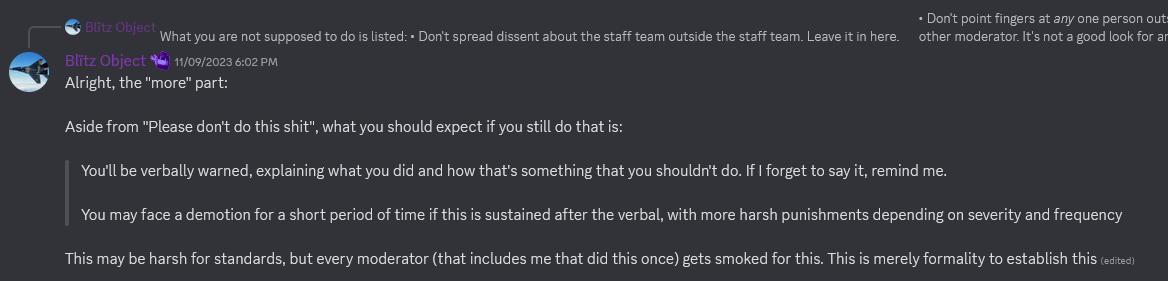 • Don't point fingers at any one person
Blïtz Object What you are not supposed to do is listed: • Don't spread dissent about the staff team outside the staff team. Leave it in here. other moderator. It's not a good look for
Blïtz Object 11/09/2023 6:02 PM
Alright, the "more" part:
Aside from "Please don't do this shit", what you should expect if you still do that is:
You'll be verbally warned, explaining what you did and how that's something that you shouldn't do. If I forget to say it, remind me.
You may face a demotion for a short period of time if this is sustained after the verbal, with more harsh punishments depending on severity and frequency
This may be harsh for standards, but every moderator (that includes me that did this once) gets smoked for this. This is merely formality to establish this (edited)